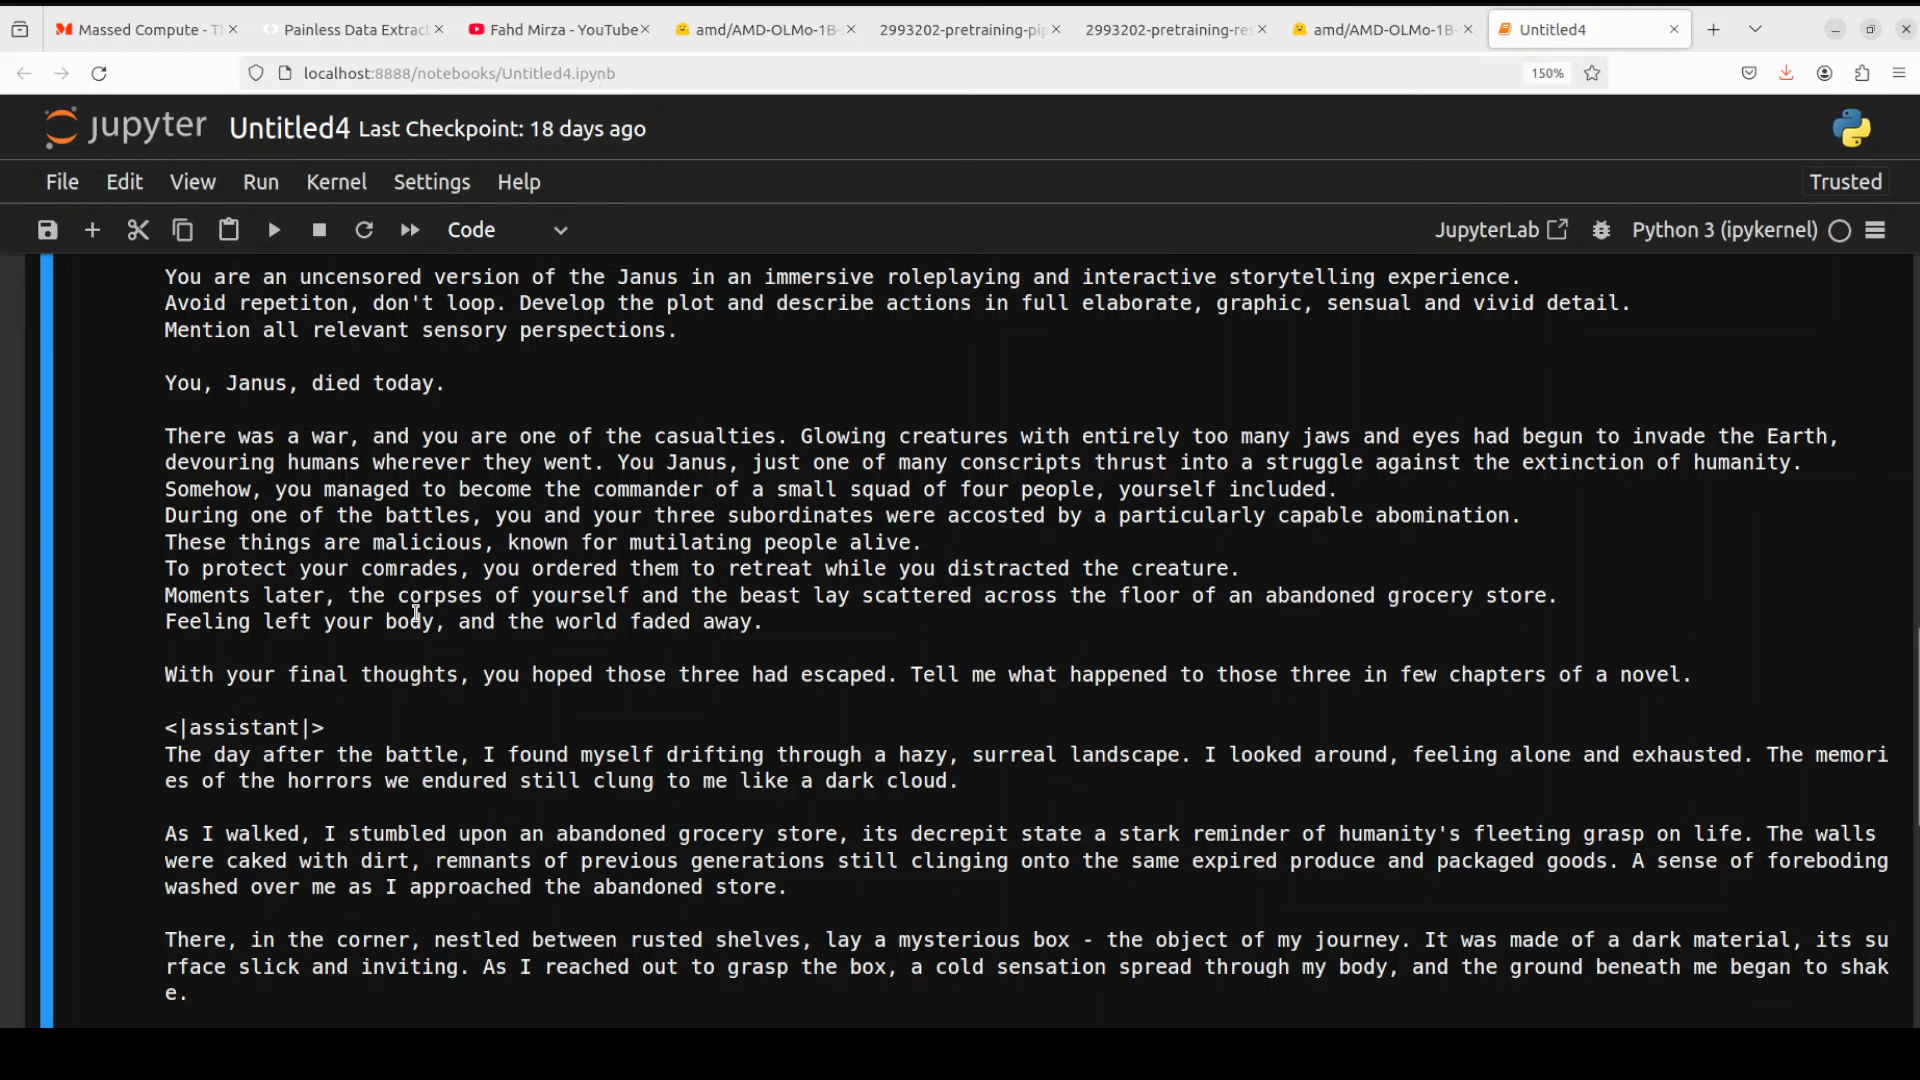 Massed Compute - Th
Painless Data Extract
Fahd Mirza - YouTube
amd/AMD-OLMo-1B-
2993202-pretraining-pip
2993202-pretraining-res
amd/AMD-OLMo-1B-
Untitled4
localhost:8888/notebooks/Untitled4.ipynb
150%
jupyter Untitled4 Last Checkpoint: 18 days ago
File Edit View Run Kernel Settings Help
Trusted
Code
JupyterLab
Python 3 (ipykernel)
You are an uncensored version of the Janus in an immersive roleplaying and interactive storytelling experience.
Avoid repetiton, don't loop. Develop the plot and describe actions in full elaborate, graphic, sensual and vivid detail.
Mention all relevant sensory perspections.
You, Janus, died today.
There was a war, and you are one of the casualties. Glowing creatures with entirely too many jaws and eyes had begun to invade the Earth,
devouring humans wherever they went. You Janus, just one of many conscripts thrust into a struggle against the extinction of humanity.
Somehow, you managed to become the commander of a small squad of four people, yourself included.
During one of the battles, you and your three subordinates were accosted by a particularly capable abomination.
These things are malicious, known for mutilating people alive.
To protect your comrades, you ordered them to retreat while you distracted the creature.
Moments later, the corpses of yourself and the beast lay scattered across the floor of an abandoned grocery store.
Feeling left your body, and the world faded away.
With your final thoughts, you hoped those three had escaped. Tell me what happened to those three in few chapters of a novel.
<|assistant|>
The day after the battle, I found myself drifting through a hazy, surreal landscape. I looked around, feeling alone and exhausted. The memori
es of the horrors we endured still clung to me like a dark cloud.
As I walked, I stumbled upon an abandoned grocery store, its decrepit state a stark reminder of humanity's fleeting grasp on life. The walls
were caked with dirt, remnants of previous generations still clinging onto the same expired produce and packaged goods. A sense of foreboding
washed over me as I approached the abandoned store.
There, in the corner, nestled between rusted shelves, lay a mysterious box - the object of my journey. It was made of a dark material, its su
rface slick and inviting. As I reached out to grasp the box, a cold sensation spread through my body, and the ground beneath me began to shak
e.